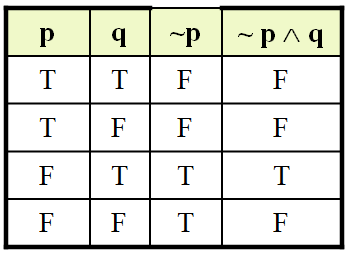 p q ~p ~ p ∧ q
T T F F
T F F F
F T T T
F F T F